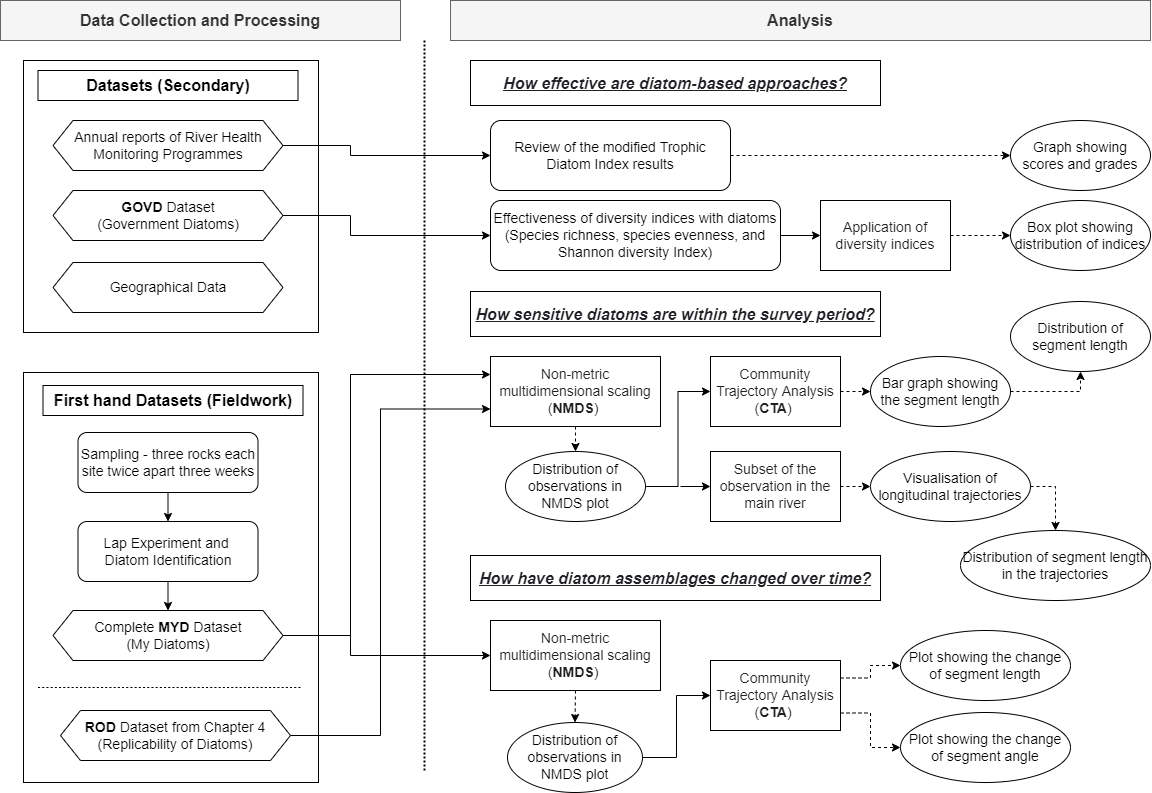 Data Collection and Processing
Analysis
Datasets (Secondary)
Annual reports of River Health
Monitoring Programmes
GOVD Dataset
(Government Diatoms)
Geographical Data
First hand Datasets (Fieldwork)
Sampling - three rocks each
site twice apart three weeks
Lap Experiment and
Diatom Identification
Complete MYD Dataset
(My Diatoms)
ROD Dataset from Chapter 4
(Replicability of Diatoms)
How effective are diatom-based approaches?
Review of the modified Trophic
Diatom Index results
Graph showing
scores and grades
Effectiveness of diversity indices with diatoms
(Species richness, species evenness, and
Shannon diversity Index)
Application of
diversity indices
Box plot showing
distribution of indices
How sensitive diatoms are within the survey period?
Non-metric
multidimensional scaling
(NMDS)
Community
Trajectory Analysis
(CTA)
Bar graph showing
the segment length
Distribution of
segment length
Distribution of
observations in
NMDS plot
Subset of the
observation in the
main river
Visualisation of
longitudinal trajectories
Distribution of segment length
in the trajectories
How have diatom assemblages changed over time?
Non-metric
multidimensional scaling
(NMDS)
Distribution of
observations in
NMDS plot
Community
Trajectory Analysis
(CTA)
Plot showing the change
of segment length
Plot showing the change
of segment angle